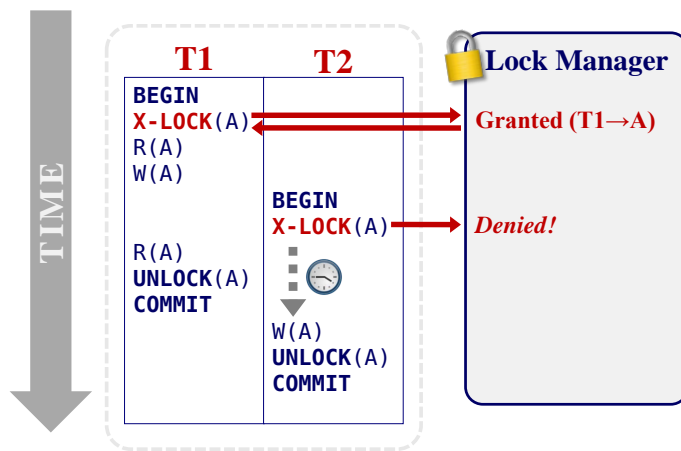 TIME
T1
T2
BEGIN
X-LOCK(A)
R(A)
W(A)
BEGIN
X-LOCK(A)
R(A)
UNLOCK(A)
COMMIT
W(A)
UNLOCK(A)
COMMIT
Lock Manager
Granted (T1→A)
Denied!